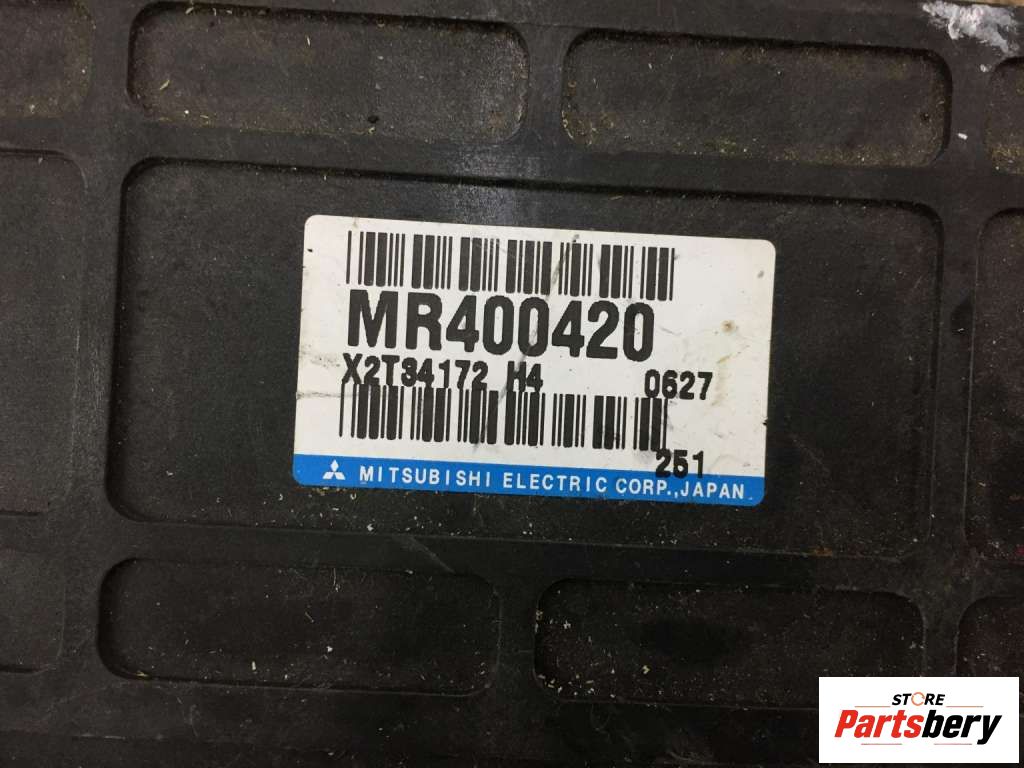 MR400420
X2T34172 H4 0627
251
MITSUBISHI ELECTRIC CORP.,JAPAN
STORE
Partsbery